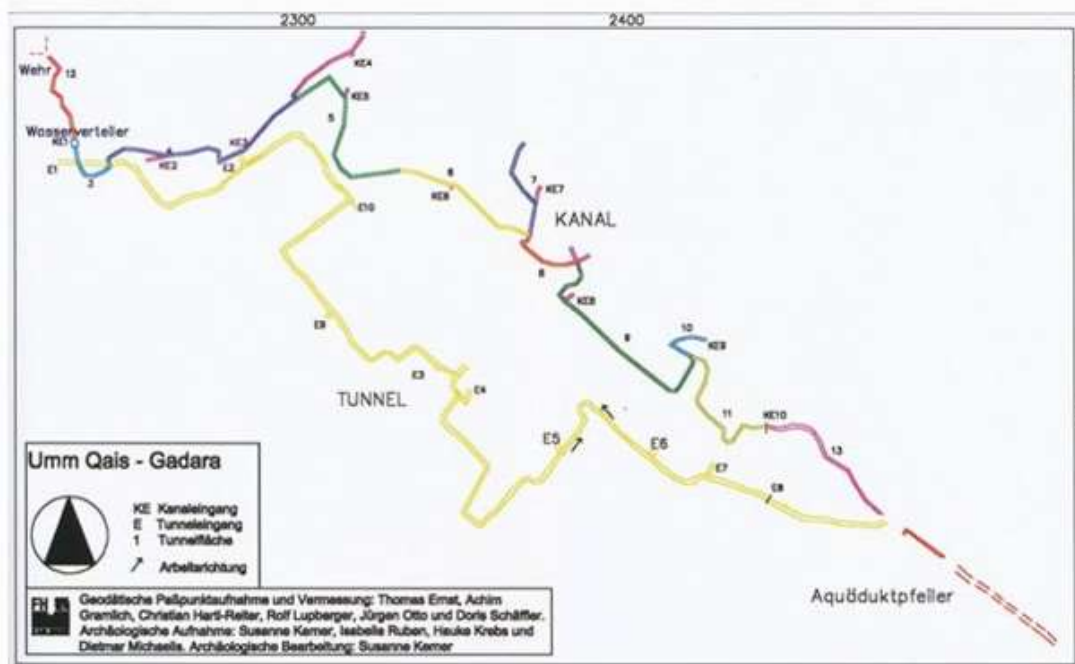 2300 2400
Wehr
12
KE4
KE5
5
Wasserverteiler
KE1
KE3
KE2
E1
2
E2
6
KE6
7
KE7
E10
KANAL
8
KE8
E9
9
10
KE9
E3
E4
TUNNEL
11
KE10
13
E5
E6
E7
E8
Umm Qais - Gadara
KE Kanaleingang
E Tunneleingang
1 Tunnelfläche
Arbeitsrichtung
Aquäduktpfeiler
Geodätische Paßpunktaufnahme und Vermessung: Thomas Ernst, Achim
Gramlich, Christian Hartl-Reiter, Rolf Lupberger, Jürgen Otto und Doris Schäffler.
Archäologische Aufnahme: Susanne Kerner, Isabelle Ruben, Hauke Krebs und
Dietmar Michaelis. Archäologische Bearbeitung: Susanne Kerner